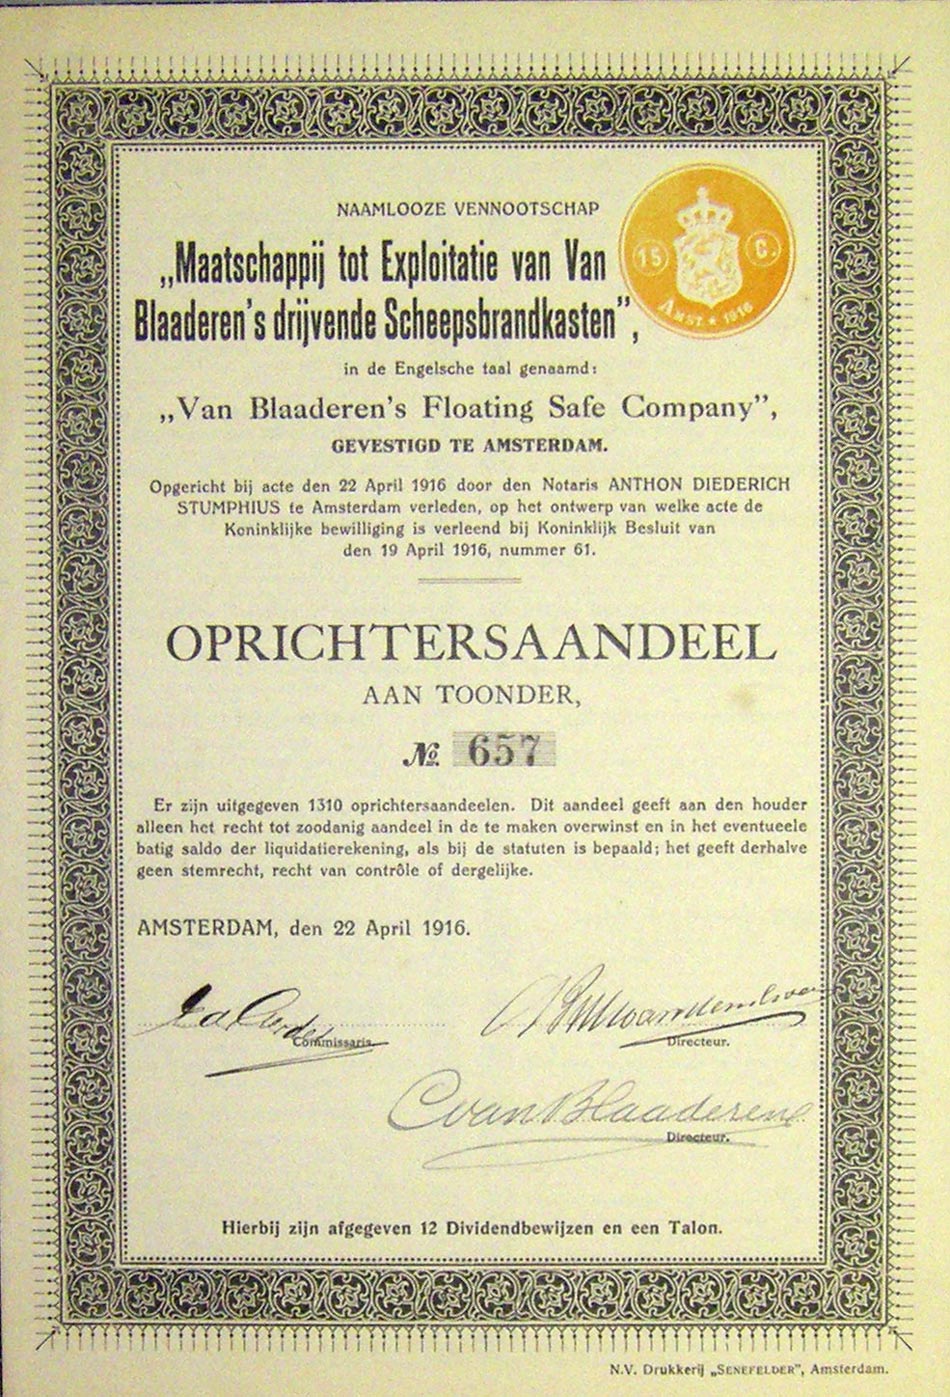 NAAMLOOZE VENNOOTSCHAP
„Maatschappij tot Exploitatie van Van
Blaaderen's drijvende Scheepsbrandkasten",
15 C.
AMST * 1916
in de Engelsche taal genaamd:
„Van Blaaderen's Floating Safe Company",
GEVESTIGD TE AMSTERDAM.
Opgericht bij acte den 22 April 1916 door den Notaris ANTHON DIEDERICH
STUMPHIUS te Amsterdam verleden, op het ontwerp van welke acte de
Koninklijke bewilliging is verleend bij Koninklijk Besluit van
den 19 April 1916, nummer 61.
OPRICHTERSAANDEEL
AAN TOONDER,
№ 657
Er zijn uitgegeven 1310 oprichtersaandeelen. Dit aandeel geeft aan den houder
alleen het recht tot zoodanig aandeel in de te maken overwinst en in het eventueele
batig saldo der liquidatierekening, als bij de statuten is bepaald; het geeft derhalve
geen stemrecht, recht van contrôle of dergelijke.
AMSTERDAM, den 22 April 1916.
Commissaris.
Directeur.
C van Blaaderen
Directeur.
Hierbij zijn afgegeven 12 Dividendbewijzen en een Talon.
N.V. Drukkerij „SENEFELDER", Amsterdam.